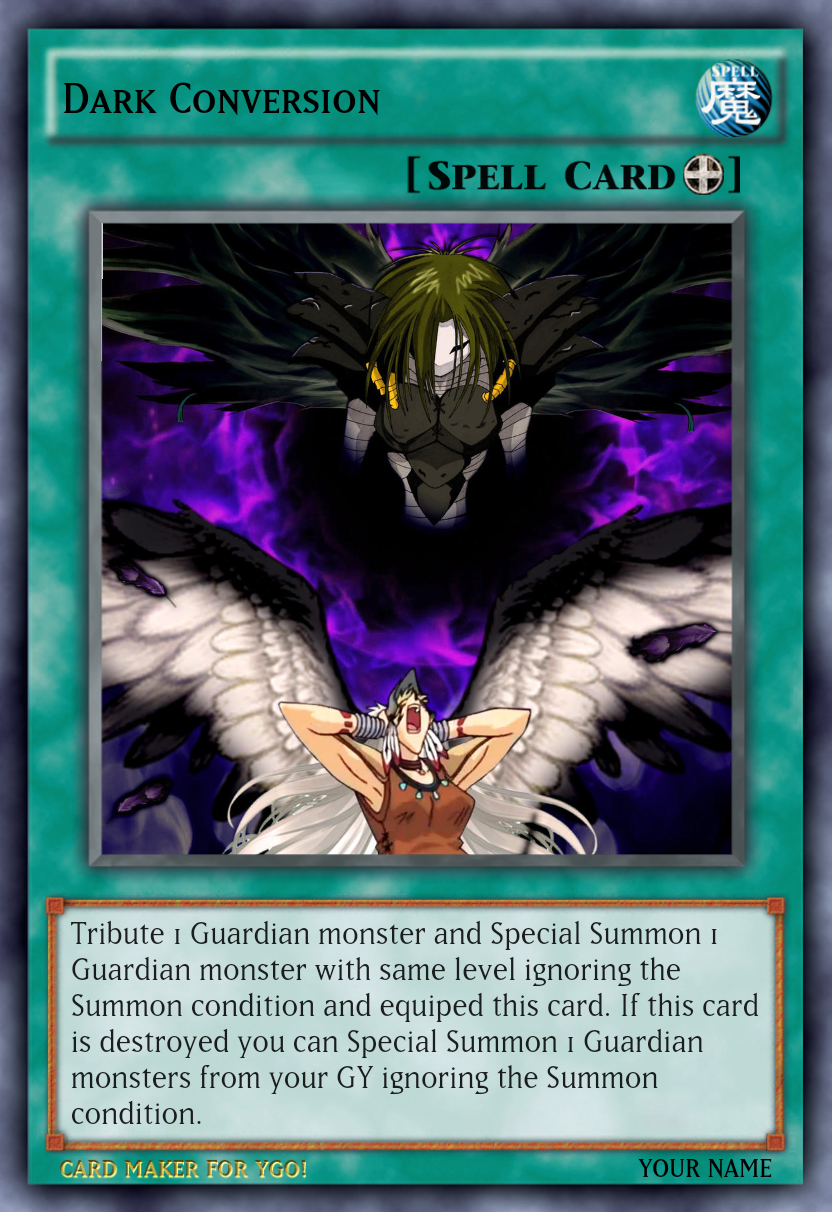 Dark Conversion
SPELL
魔
[Spell Card]
Tribute 1 Guardian monster and Special Summon 1
Guardian monster with same level ignoring the
Summon condition and equiped this card. If this card
is destroyed you can Special Summon 1 Guardian
monsters from your GY ignoring the Summon
condition.
CARD MAKER FOR YGO!
YOUR NAME